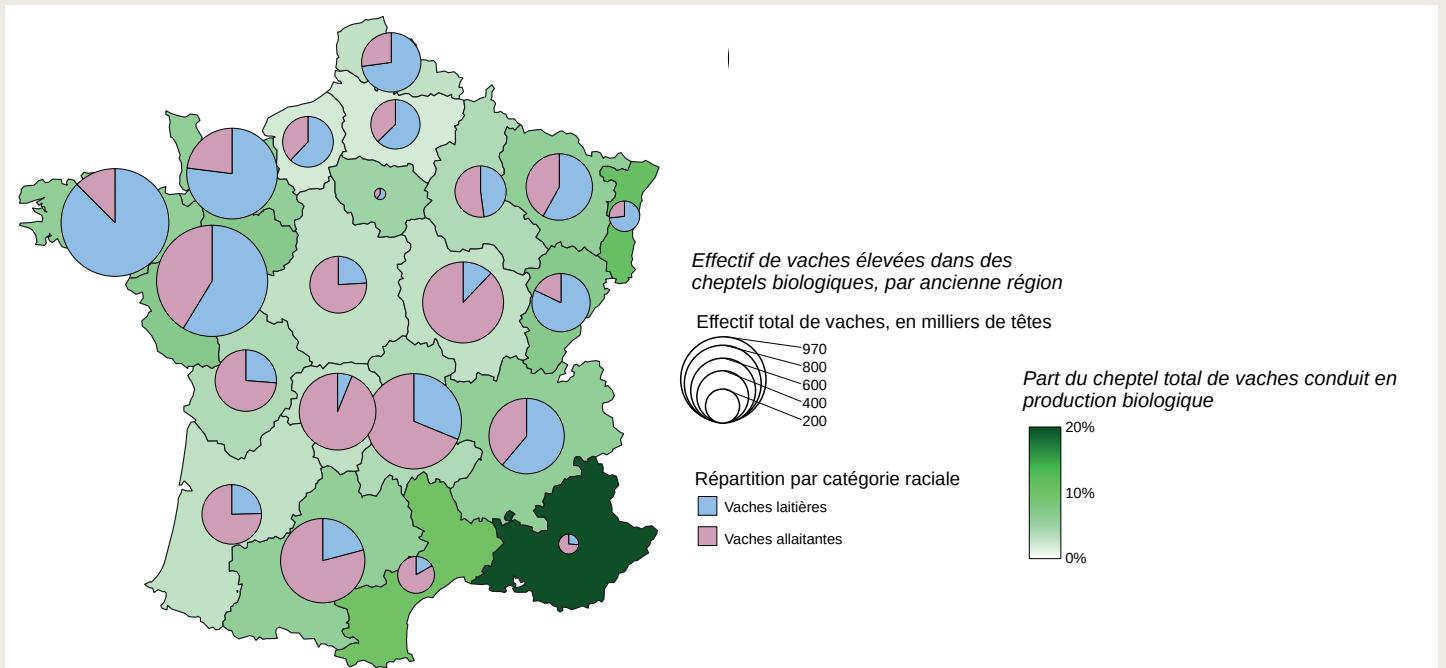 Effectif de vaches élevées dans des
cheptels biologiques, par ancienne région
Effectif total de vaches, en milliers de têtes
970
800
600
400
200
Répartition par catégorie raciale
Vaches laitières
Vaches allaitantes
Part du cheptel total de vaches conduit en
production biologique
20%
10%
0%